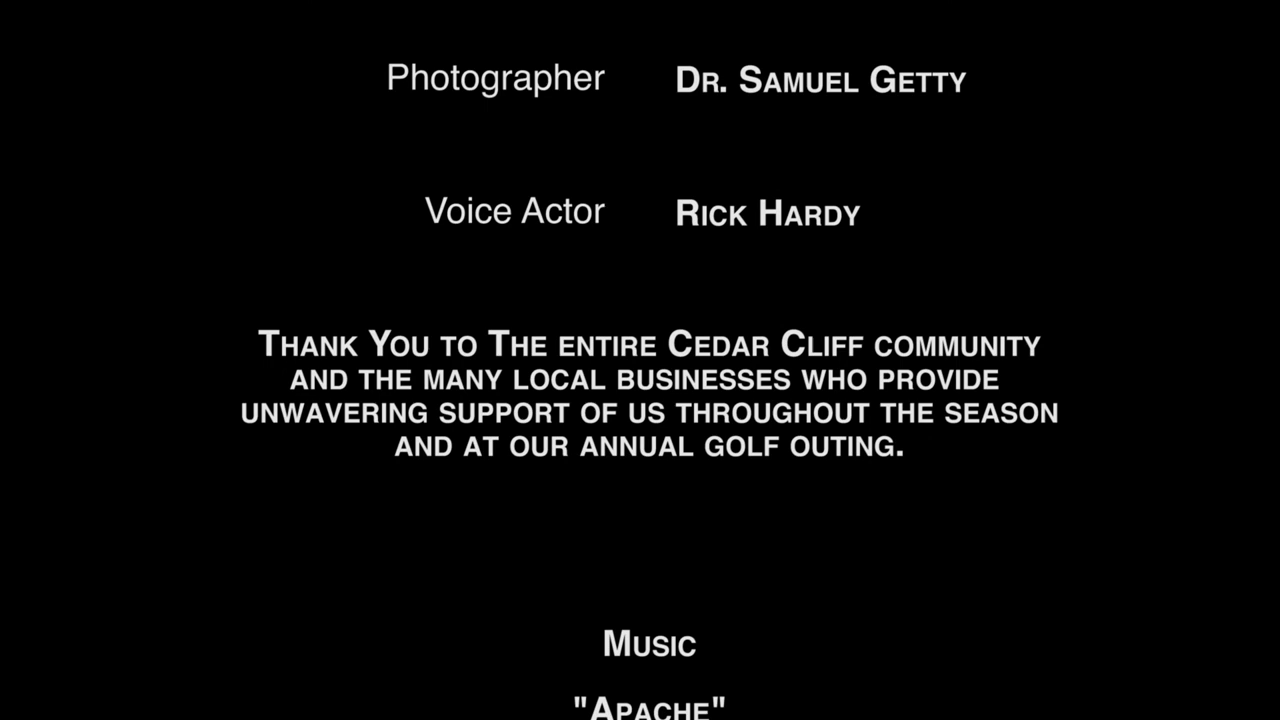 Photographer Dr. Samuel Getty
Voice Actor Rick Hardy
Thank You to The entire Cedar Cliff community
and the many local businesses who provide
unwavering support of us throughout the season
and at our annual golf outing.
Music
"Apache"